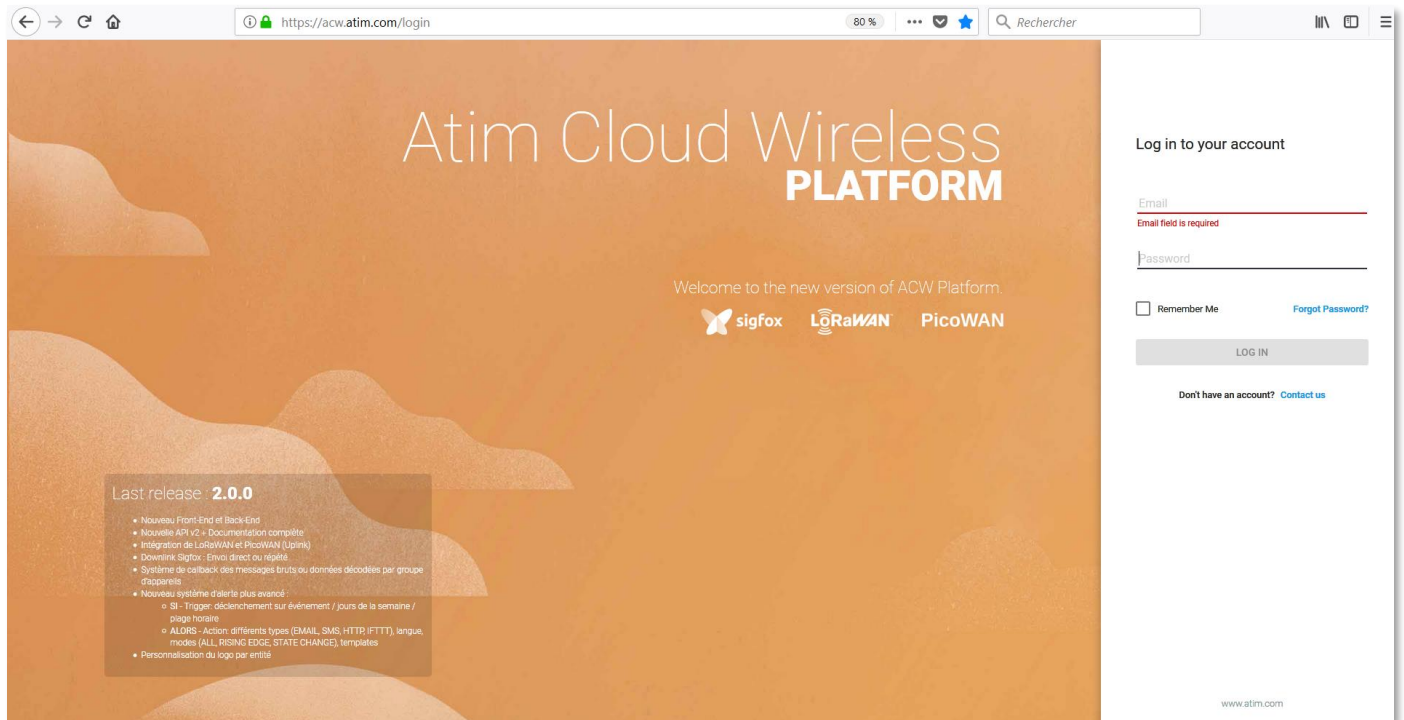 https://acw.atim.com/login
80 %
Rechercher
Atim Cloud Wireless
PLATFORM
Welcome to the new version of ACW Platform.
sigfox LoRaWAN PicoWAN
Last release : 2.0.0
Nouveau Front-End et Back-End
Nouvelle API v2 + Documentation complète
Intégration de LoRaWAN et PicoWAN (Uplink)
Downlink Sigfox : Envoi direct ou répété
Système de callback des messages bruts ou données décodées par groupe
d'appareils
Nouveau système d'alerte plus avancé :
SI - Trigger: déclenchement sur événement / jours de la semaine /
plage horaire
ALORS - Action: différents types (EMAIL, SMS, HTTP, IFTTT), langue,
modes (ALL, RISING EDGE, STATE CHANGE), templates
Personnalisation du logo par entité
Log in to your account
Email
Email field is required
Password
Remember Me Forgot Password?
LOG IN
Don't have an account? Contact us
www.atim.com